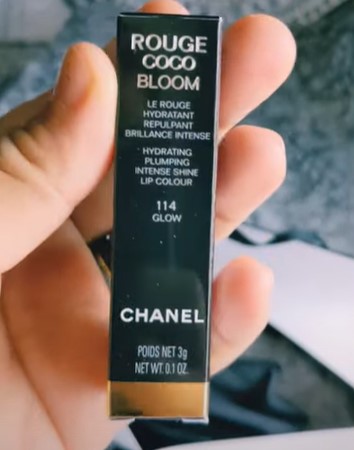 ROUGE
COCO
BLOOM
LE ROUGE
HYDRATANT
REPULPANT
BRILLANCE INTENSE
HYDRATING
PLUMPING
INTENSE SHINE
LIP COLOUR
114
GLOW
CHANEL
POIDS NET 3g
NET WT. 0.1 OZ.